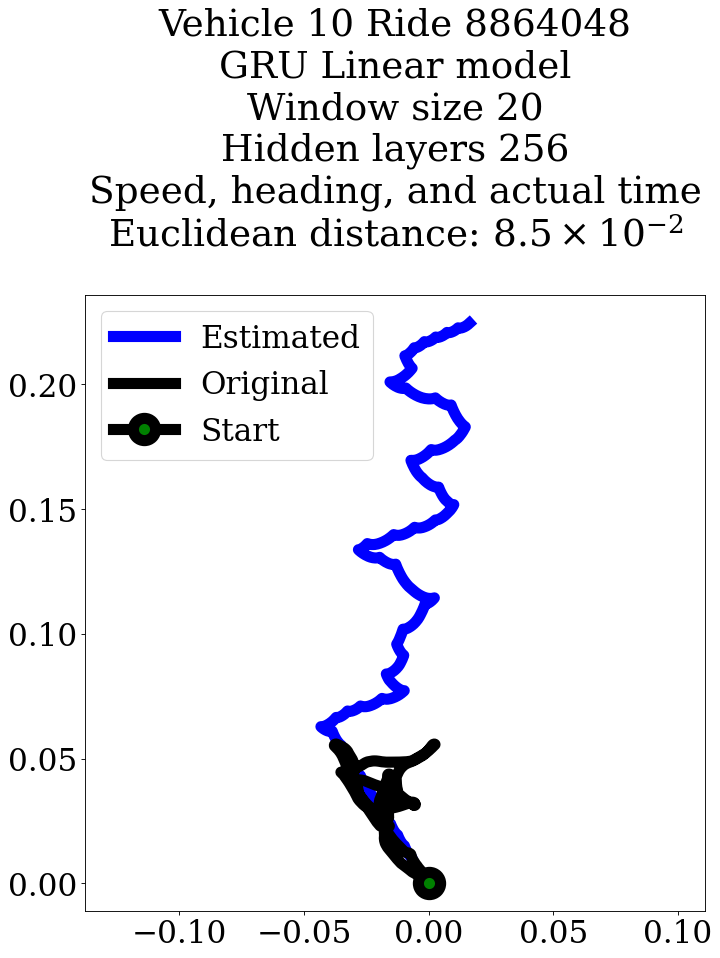 Vehicle 10 Ride 8864048
GRU Linear model
Window size 20
Hidden layers 256
Speed, heading, and actual time
Euclidean distance: 8.5 × 10⁻²
Estimated
Original
Start
0.20
0.15
0.10
0.05
0.00
−0.10 −0.05 0.00 0.05 0.10